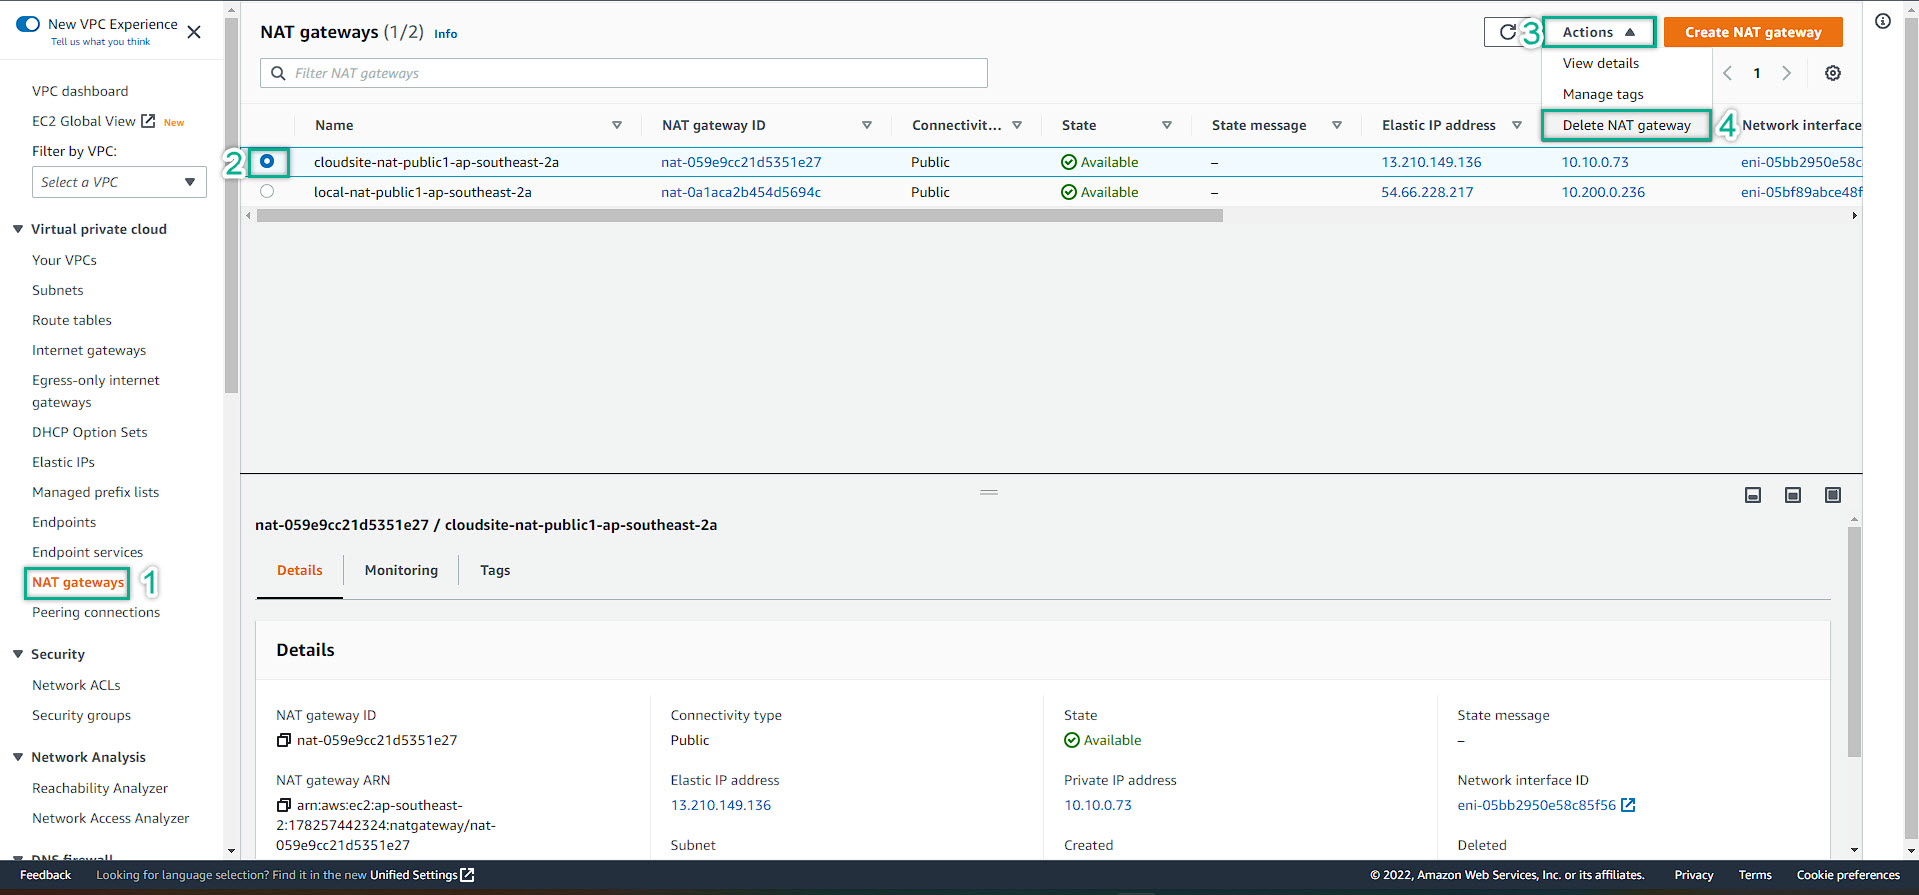 New VPC Experience
Tell us what you think
VPC dashboard
EC2 Global View New
Filter by VPC:
Select a VPC
Virtual private cloud
Your VPCs
Subnets
Route tables
Internet gateways
Egress-only internet
gateways
DHCP Option Sets
Elastic IPs
Managed prefix lists
Endpoints
Endpoint services
NAT gateways 1
Peering connections
Security
Network ACLs
Security groups
Network Analysis
Reachability Analyzer
Network Access Analyzer
DNS firewall
NAT gateways (1/2) Info
3 Actions Create NAT gateway
Filter NAT gateways
View details
1
Manage tags
Delete NAT gateway 4
Name NAT gateway ID Connectivit... State State message Elastic IP address Network interface
2 cloudsite-nat-public1-ap-southeast-2a nat-059e9cc21d5351e27 Public Available – 13.210.149.136 10.10.0.73 eni-05bb2950e58c
local-nat-public1-ap-southeast-2a nat-0a1aca2b454d5694c Public Available – 54.66.228.217 10.200.0.236 eni-05bf89abce48f
nat-059e9cc21d5351e27 / cloudsite-nat-public1-ap-southeast-2a
Details Monitoring Tags
Details
NAT gateway ID Connectivity type State State message
nat-059e9cc21d5351e27 Public Available –
NAT gateway ARN Elastic IP address Private IP address Network interface ID
arn:aws:ec2:ap-southeast- 13.210.149.136 10.10.0.73 eni-05bb2950e58c85f56
2:178257442324:natgateway/nat-
059e9cc21d5351e27 Subnet Created Deleted
Feedback Looking for language selection? Find it in the new Unified Settings © 2022, Amazon Web Services, Inc. or its affiliates. Privacy Terms Cookie preferences